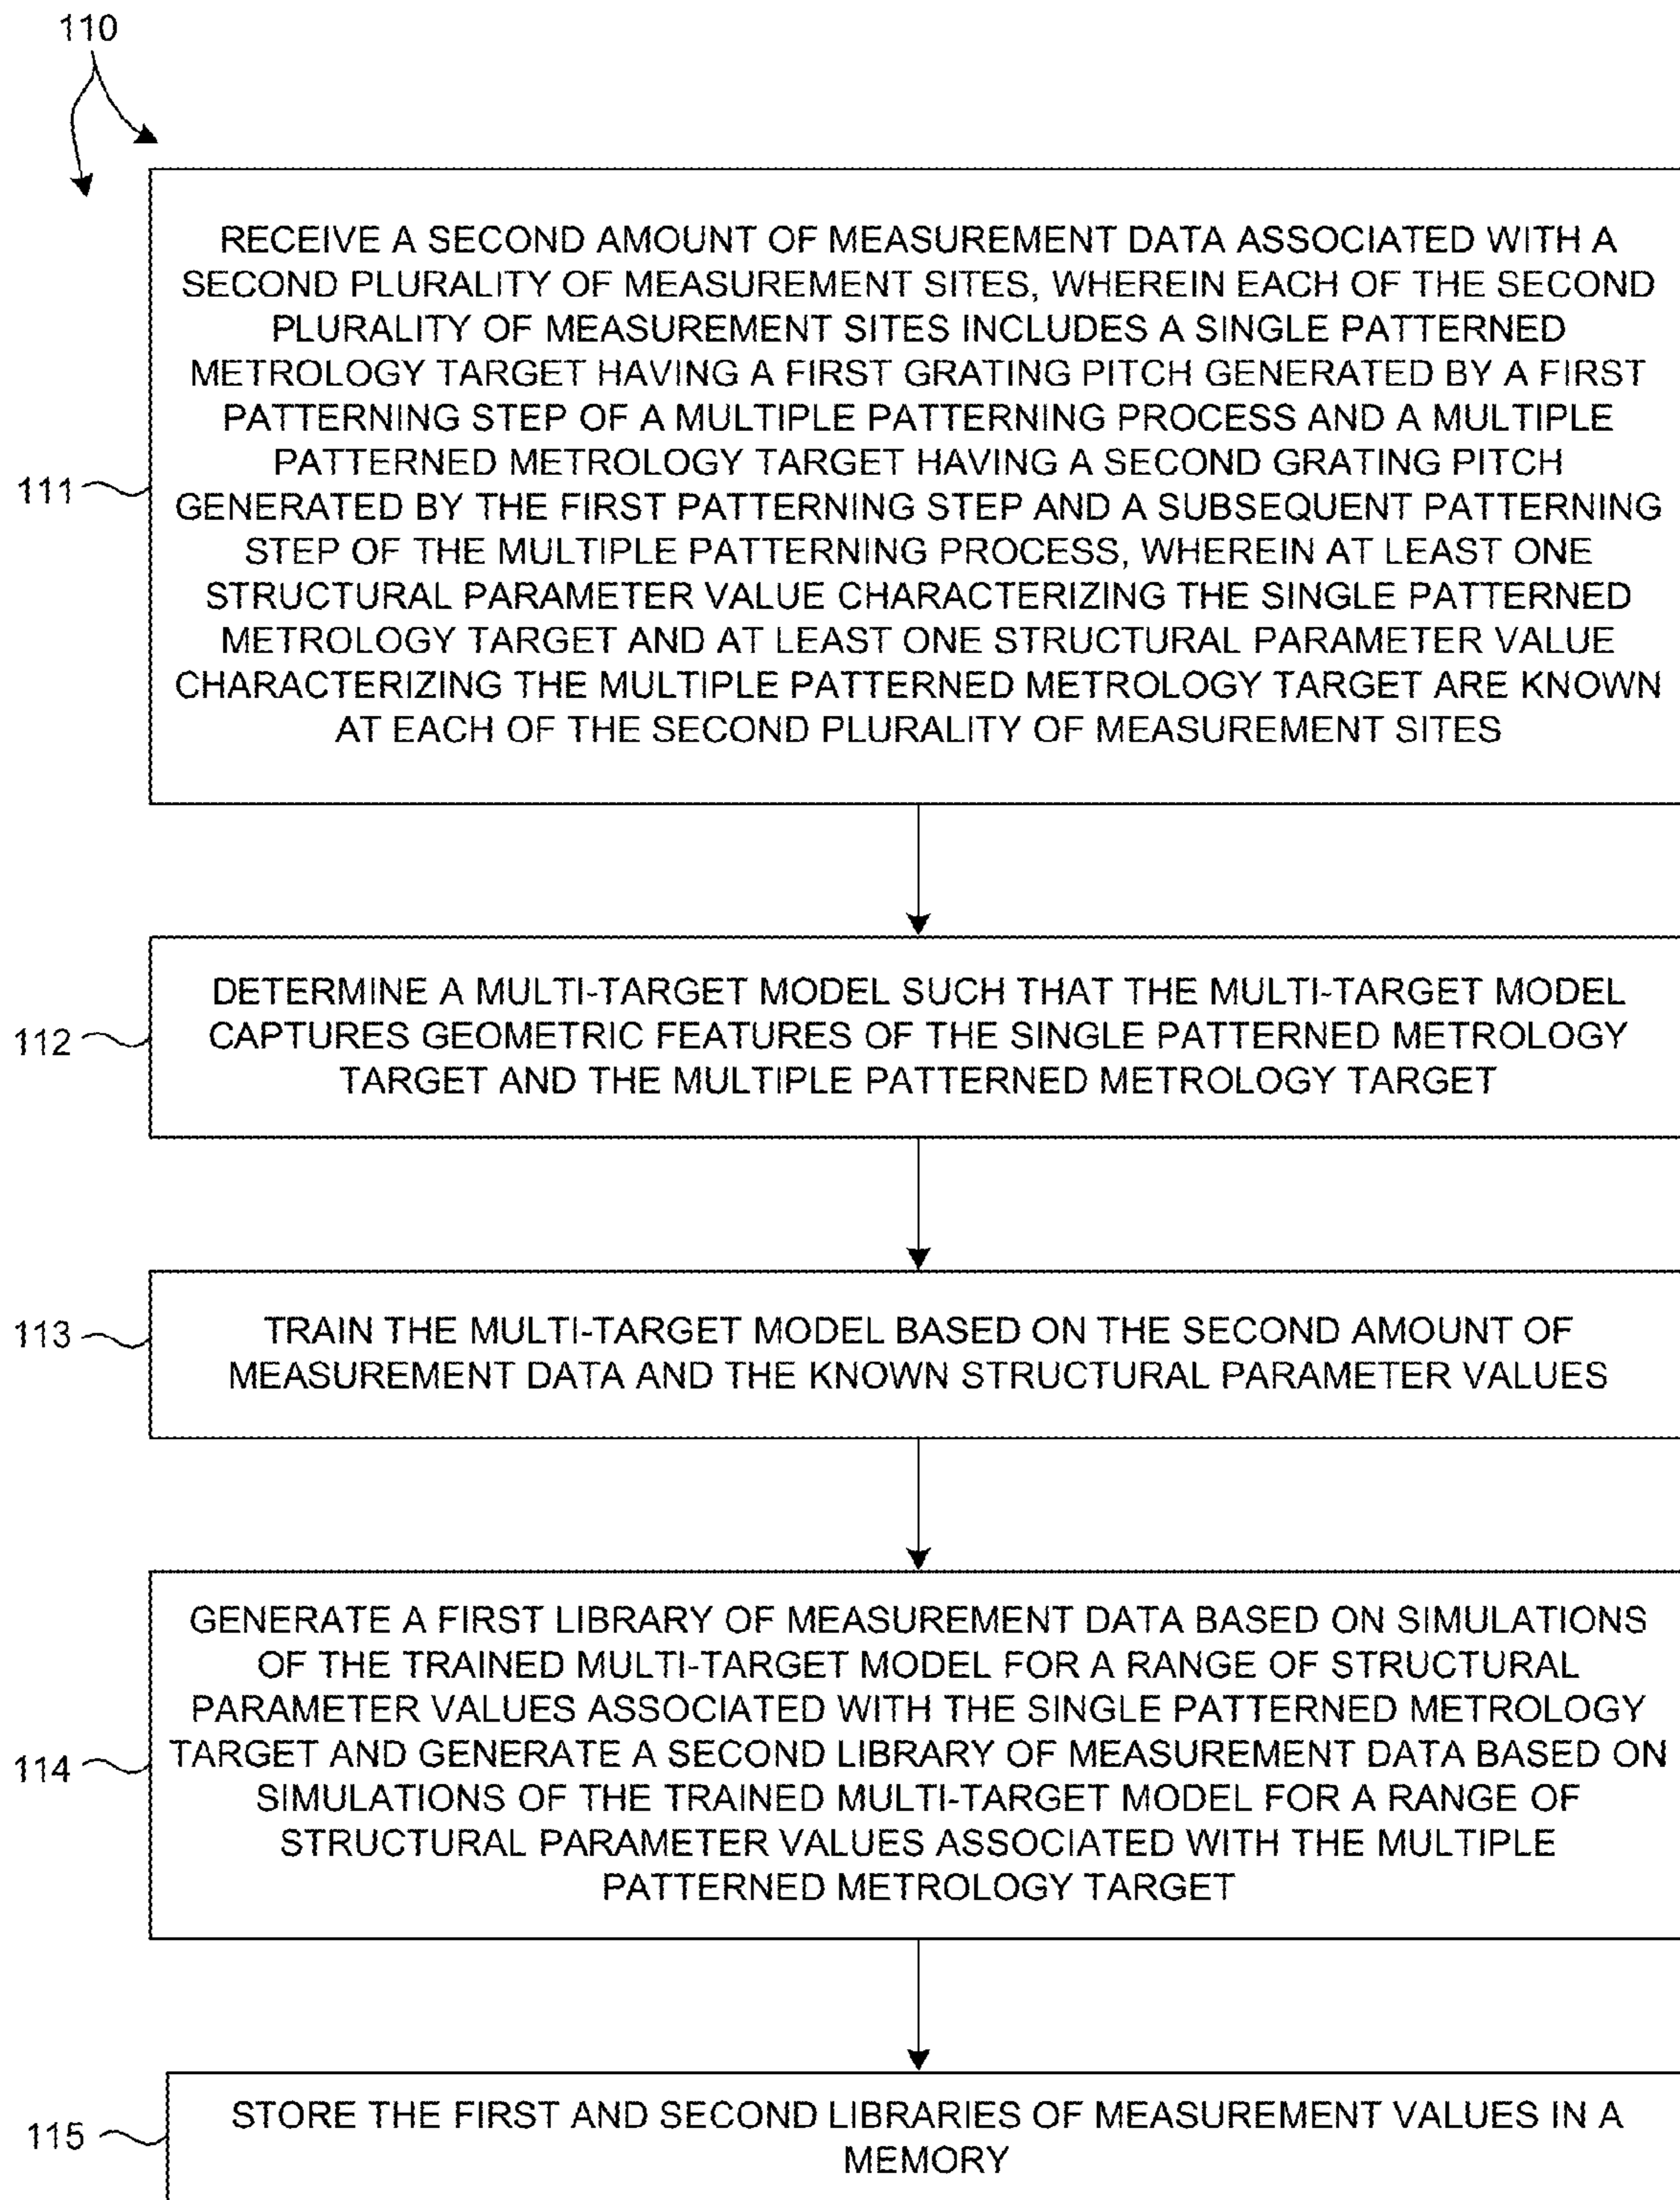 110
RECEIVE A SECOND AMOUNT OF MEASUREMENT DATA ASSOCIATED WITH A
SECOND PLURALITY OF MEASUREMENT SITES, WHEREIN EACH OF THE SECOND
PLURALITY OF MEASUREMENT SITES INCLUDES A SINGLE PATTERNED
METROLOGY TARGET HAVING A FIRST GRATING PITCH GENERATED BY A FIRST
PATTERNING STEP OF A MULTIPLE PATTERNING PROCESS AND A MULTIPLE
PATTERNED METROLOGY TARGET HAVING A SECOND GRATING PITCH
111
GENERATED BY THE FIRST PATTERNING STEP AND A SUBSEQUENT PATTERNING
STEP OF THE MULTIPLE PATTERNING PROCESS, WHEREIN AT LEAST ONE
STRUCTURAL PARAMETER VALUE CHARACTERIZING THE SINGLE PATTERNED
METROLOGY TARGET AND AT LEAST ONE STRUCTURAL PARAMETER VALUE
CHARACTERIZING THE MULTIPLE PATTERNED METROLOGY TARGET ARE KNOWN
AT EACH OF THE SECOND PLURALITY OF MEASUREMENT SITES
DETERMINE A MULTI-TARGET MODEL SUCH THAT THE MULTI-TARGET MODEL
112
CAPTURES GEOMETRIC FEATURES OF THE SINGLE PATTERNED METROLOGY
TARGET AND THE MULTIPLE PATTERNED METROLOGY TARGET
113
TRAIN THE MULTI-TARGET MODEL BASED ON THE SECOND AMOUNT OF
MEASUREMENT DATA AND THE KNOWN STRUCTURAL PARAMETER VALUES
GENERATE A FIRST LIBRARY OF MEASUREMENT DATA BASED ON SIMULATIONS
OF THE TRAINED MULTI-TARGET MODEL FOR A RANGE OF STRUCTURAL
PARAMETER VALUES ASSOCIATED WITH THE SINGLE PATTERNED METROLOGY
114
TARGET AND GENERATE A SECOND LIBRARY OF MEASUREMENT DATA BASED ON
SIMULATIONS OF THE TRAINED MULTI-TARGET MODEL FOR A RANGE OF
STRUCTURAL PARAMETER VALUES ASSOCIATED WITH THE MULTIPLE
PATTERNED METROLOGY TARGET
115
STORE THE FIRST AND SECOND LIBRARIES OF MEASUREMENT VALUES IN A
MEMORY